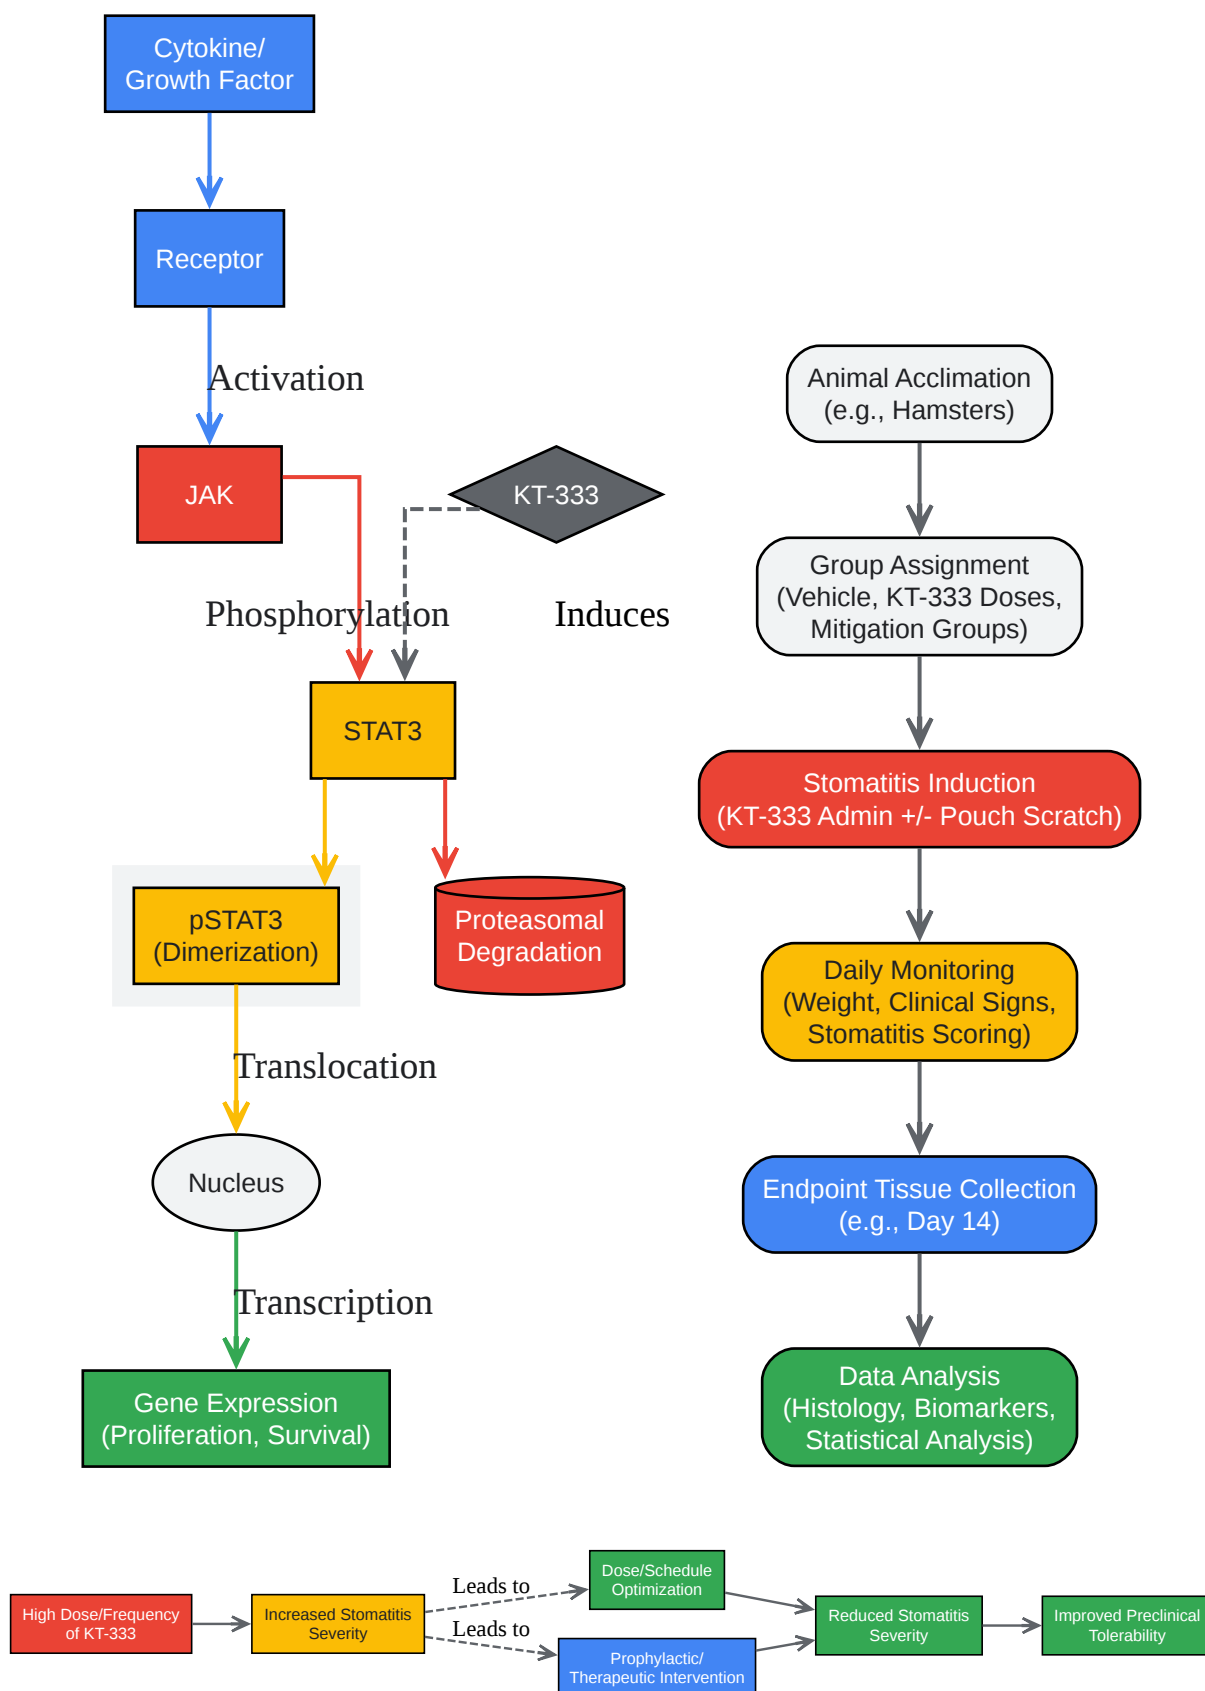 Cytokine/
Growth Factor
Receptor
Activation
JAK
KT-333
Phosphorylation
Induces
STAT3
pSTAT3
(Dimerization)
Proteasomal
Degradation
Translocation
Nucleus
Transcription
Gene Expression
(Proliferation, Survival)
Animal Acclimation
(e.g., Hamsters)
Group Assignment
(Vehicle, KT-333 Doses,
Mitigation Groups)
Stomatitis Induction
(KT-333 Admin +/- Pouch Scratch)
Daily Monitoring
(Weight, Clinical Signs,
Stomatitis Scoring)
Endpoint Tissue Collection
(e.g., Day 14)
Data Analysis
(Histology, Biomarkers,
Statistical Analysis)
High Dose/Frequency
of KT-333
Increased Stomatitis
Severity
Leads to
Leads to
Dose/Schedule
Optimization
Prophylactic/
Therapeutic Intervention
Reduced Stomatitis
Severity
Improved Preclinical
Tolerability